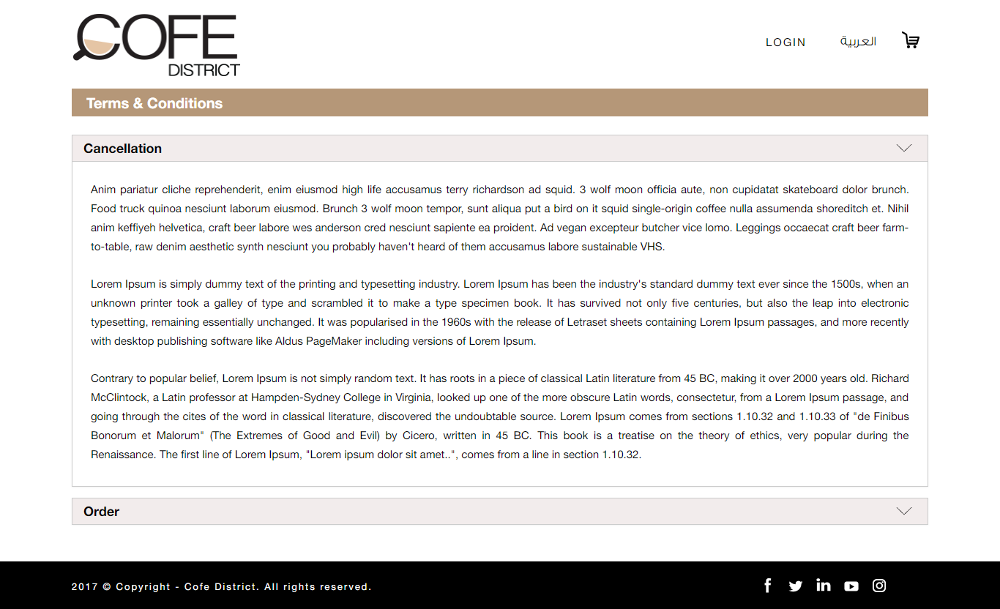 COFE
DISTRICT
LOGIN
العربية
Terms & Conditions
Cancellation
Anim pariatur cliche reprehenderit, enim eiusmod high life accusamus terry richardson ad squid. 3 wolf moon officia aute, non cupidatat skateboard dolor brunch.
Food truck quinoa nesciunt laborum eiusmod. Brunch 3 wolf moon tempor, sunt aliqua put a bird on it squid single-origin coffee nulla assumenda shoreditch et. Nihil
anim keffiyeh helvetica, craft beer labore wes anderson cred nesciunt sapiente ea proident. Ad vegan excepteur butcher vice lomo. Leggings occaecat craft beer farm-
to-table, raw denim aesthetic synth nesciunt you probably haven't heard of them accusamus labore sustainable VHS.
Lorem Ipsum is simply dummy text of the printing and typesetting industry. Lorem Ipsum has been the industry's standard dummy text ever since the 1500s, when an
unknown printer took a galley of type and scrambled it to make a type specimen book. It has survived not only five centuries, but also the leap into electronic
typesetting, remaining essentially unchanged. It was popularised in the 1960s with the release of Letraset sheets containing Lorem Ipsum passages, and more recently
with desktop publishing software like Aldus PageMaker including versions of Lorem Ipsum.
Contrary to popular belief, Lorem Ipsum is not simply random text. It has roots in a piece of classical Latin literature from 45 BC, making it over 2000 years old. Richard
McClintock, a Latin professor at Hampden-Sydney College in Virginia, looked up one of the more obscure Latin words, consectetur, from a Lorem Ipsum passage, and
going through the cites of the word in classical literature, discovered the undoubtable source. Lorem Ipsum comes from sections 1.10.32 and 1.10.33 of "de Finibus
Bonorum et Malorum" (The Extremes of Good and Evil) by Cicero, written in 45 BC. This book is a treatise on the theory of ethics, very popular during the
Renaissance. The first line of Lorem Ipsum, "Lorem ipsum dolor sit amet..", comes from a line in section 1.10.32.
Order
2017 © Copyright - Cofe District. All rights reserved.